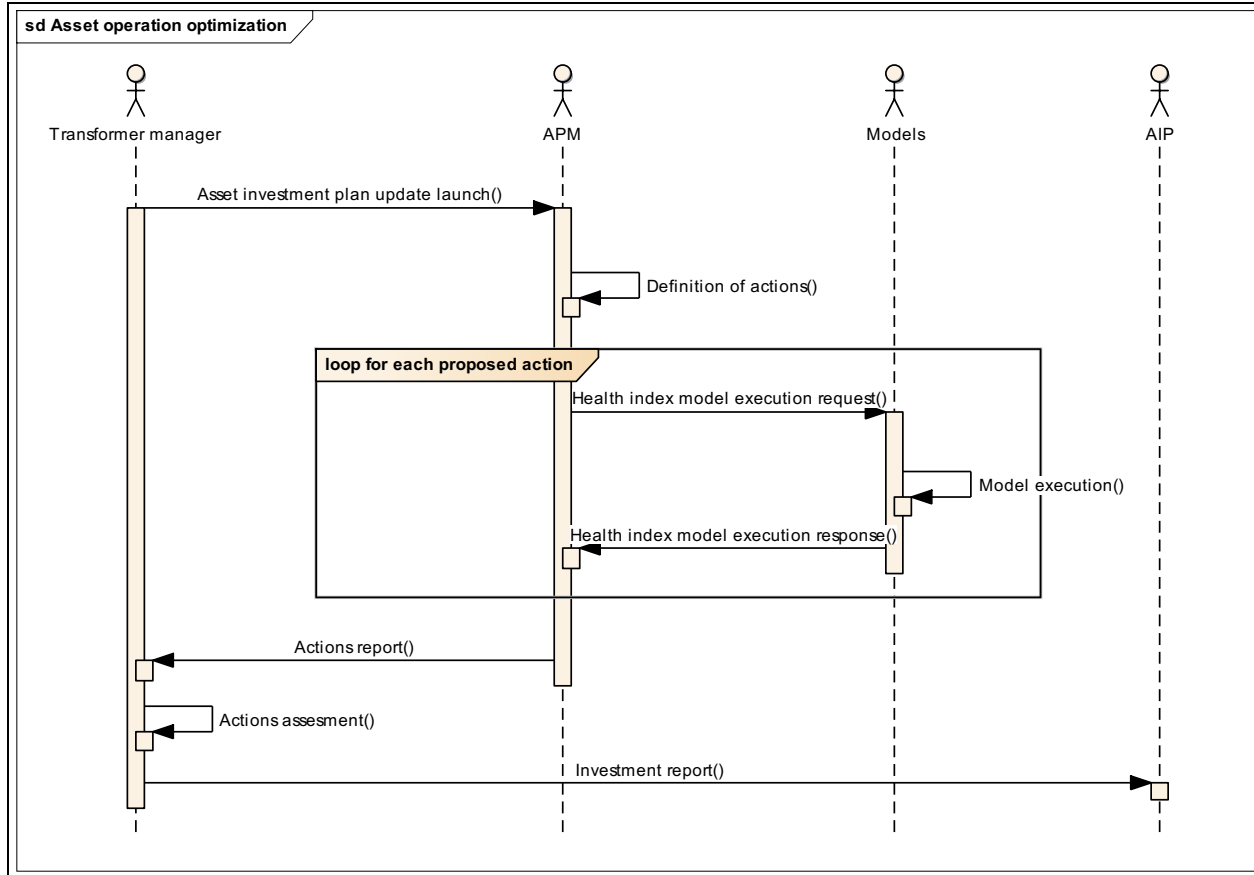 sd Asset operation optimization
Transformer manager
APM
Models
AIP
Asset investment plan update launch()
Definition of actions()
loop for each proposed action
Health index model execution request()
Model execution()
Health index model execution response()
Actions report()
Actions assesment()
Investment report()